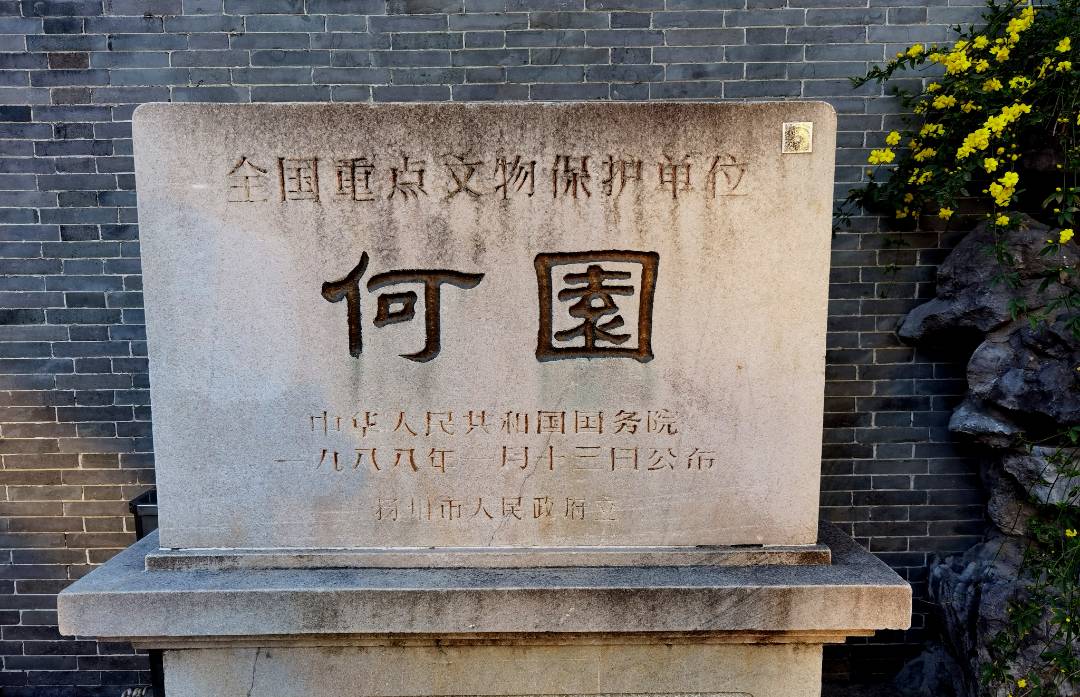 全国重点文物保护单位
何園
中华人民共和国国务院
一九八八年一月十三日公布
扬州市人民政府立